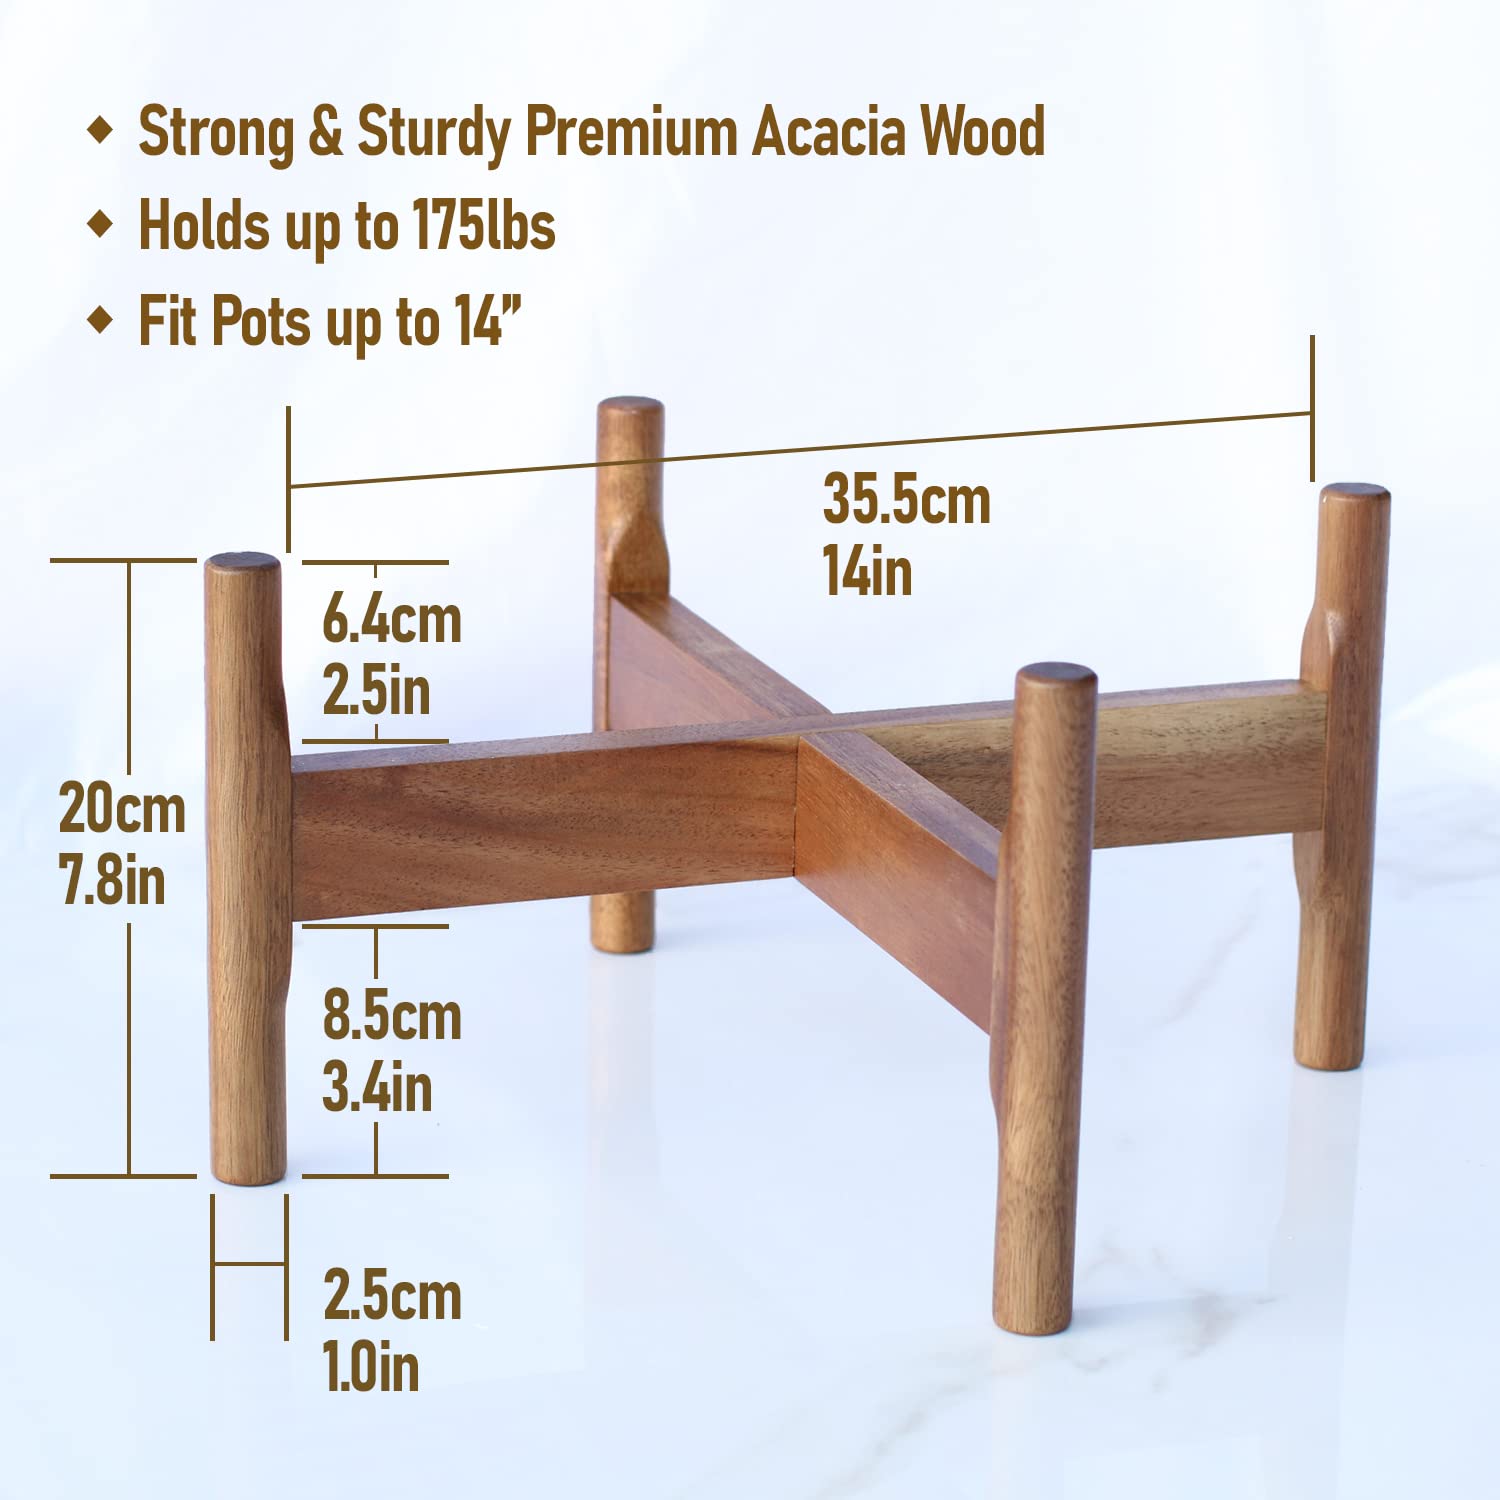 Strong & Sturdy Premium Acacia Wood
Holds up to 175lbs
Fit Pots up to 14”
35.5cm
14in
6.4cm
2.5in
20cm
7.8in
8.5cm
3.4in
2.5cm
1.0in